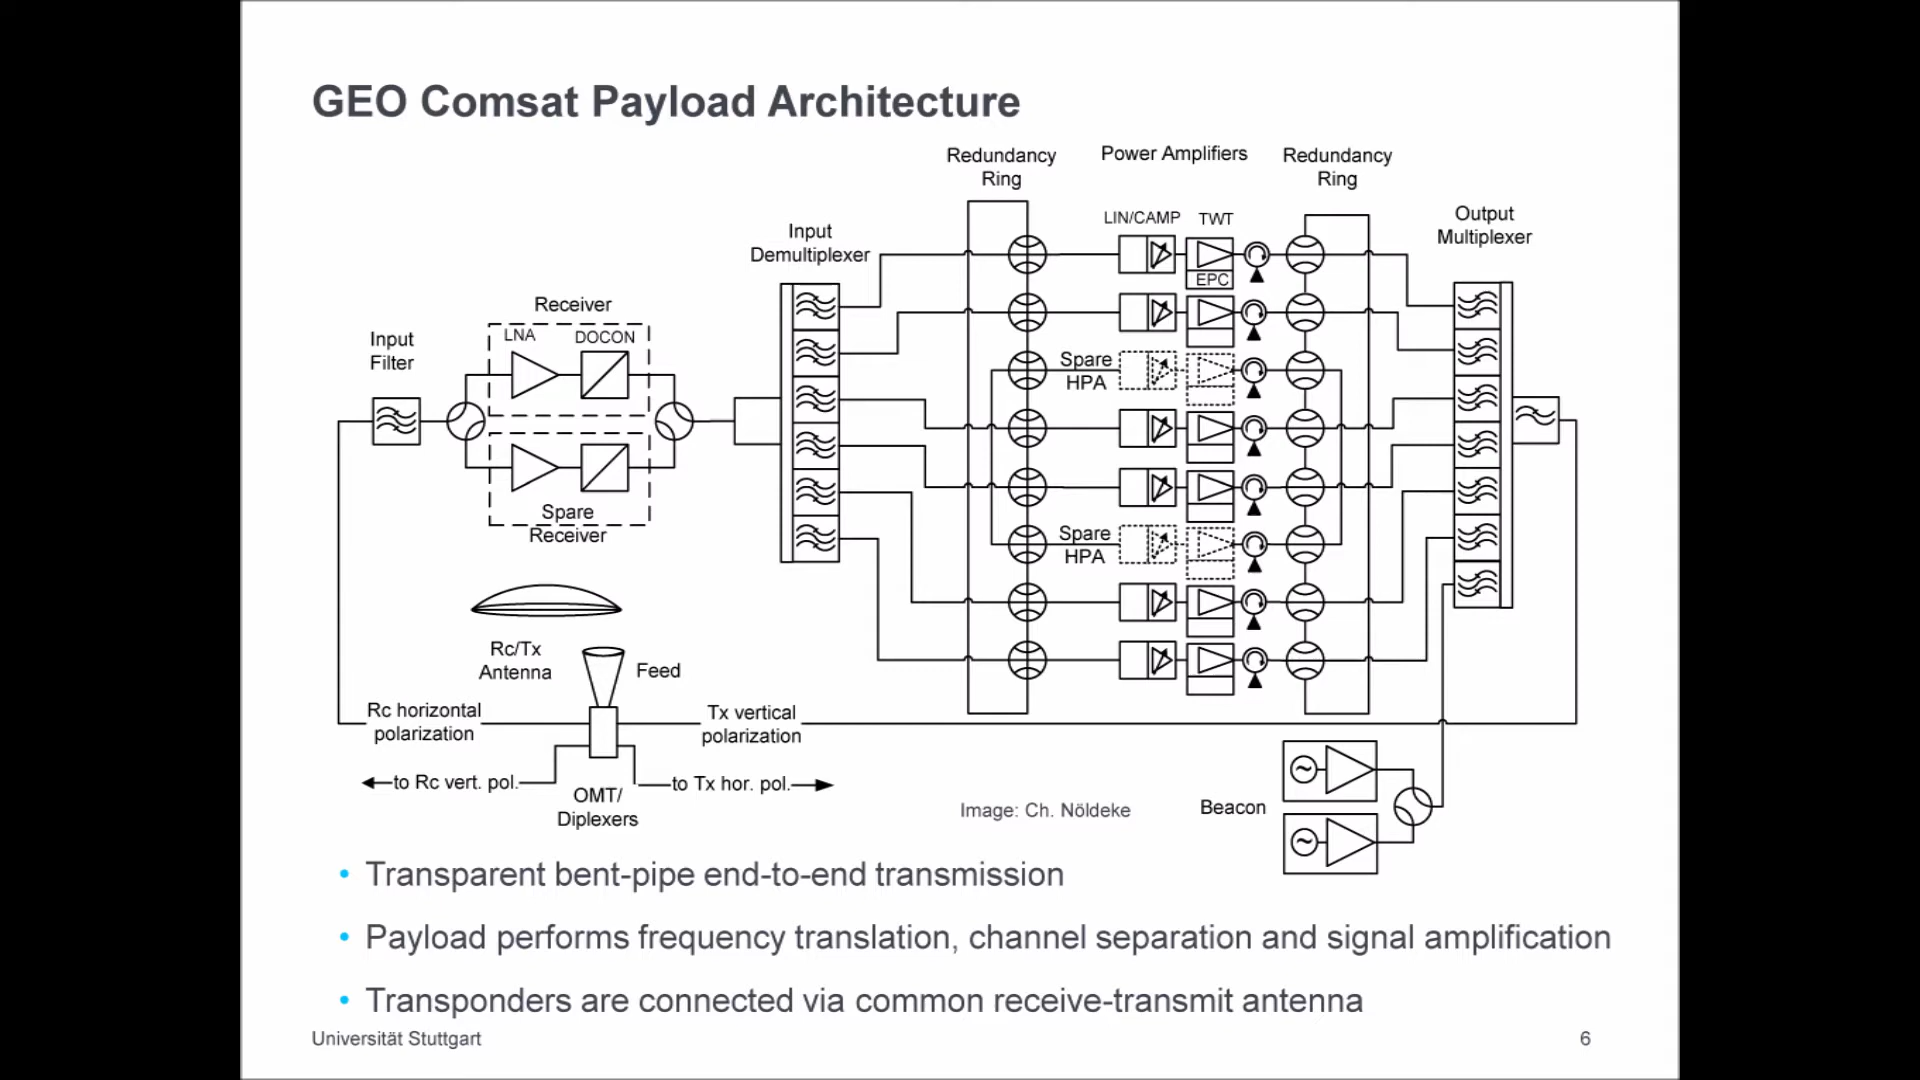 GEO Comsat Payload Architecture
Redundancy
Ring
Power Amplifiers
Redundancy
Ring
LIN/CAMP
TWT
EPC
Output
Multiplexer
Input
Demultiplexer
Receiver
LNA
DOCON
Input
Filter
Spare
HPA
Spare
Receiver
Spare
HPA
Rc/Tx
Antenna
Feed
Rc horizontal
polarization
Tx vertical
polarization
to Rc vert. pol.
to Tx hor. pol.
OMT/
Diplexers
Image: Ch. Nöldeke
Beacon
• Transparent bent-pipe end-to-end transmission
• Payload performs frequency translation, channel separation and signal amplification
• Transponders are connected via common receive-transmit antenna
Universität Stuttgart
6